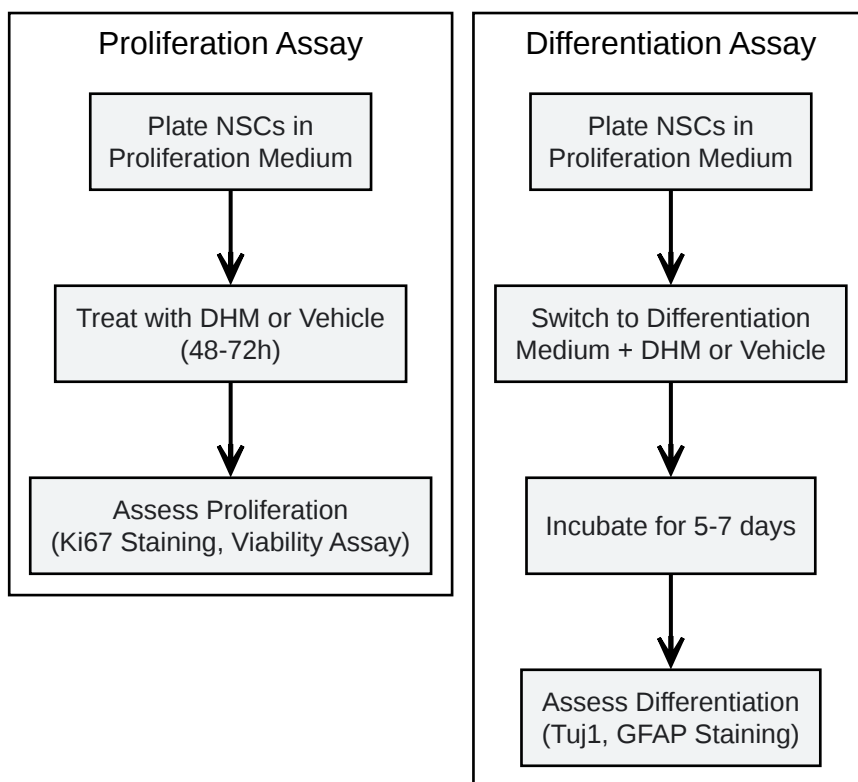 Proliferation Assay
Plate NSCs in
Proliferation Medium
Treat with DHM or Vehicle
(48-72h)
Assess Proliferation
(Ki67 Staining, Viability Assay)
Differentiation Assay
Plate NSCs in
Proliferation Medium
Switch to Differentiation
Medium + DHM or Vehicle
Incubate for 5-7 days
Assess Differentiation
(Tuj1, GFAP Staining)